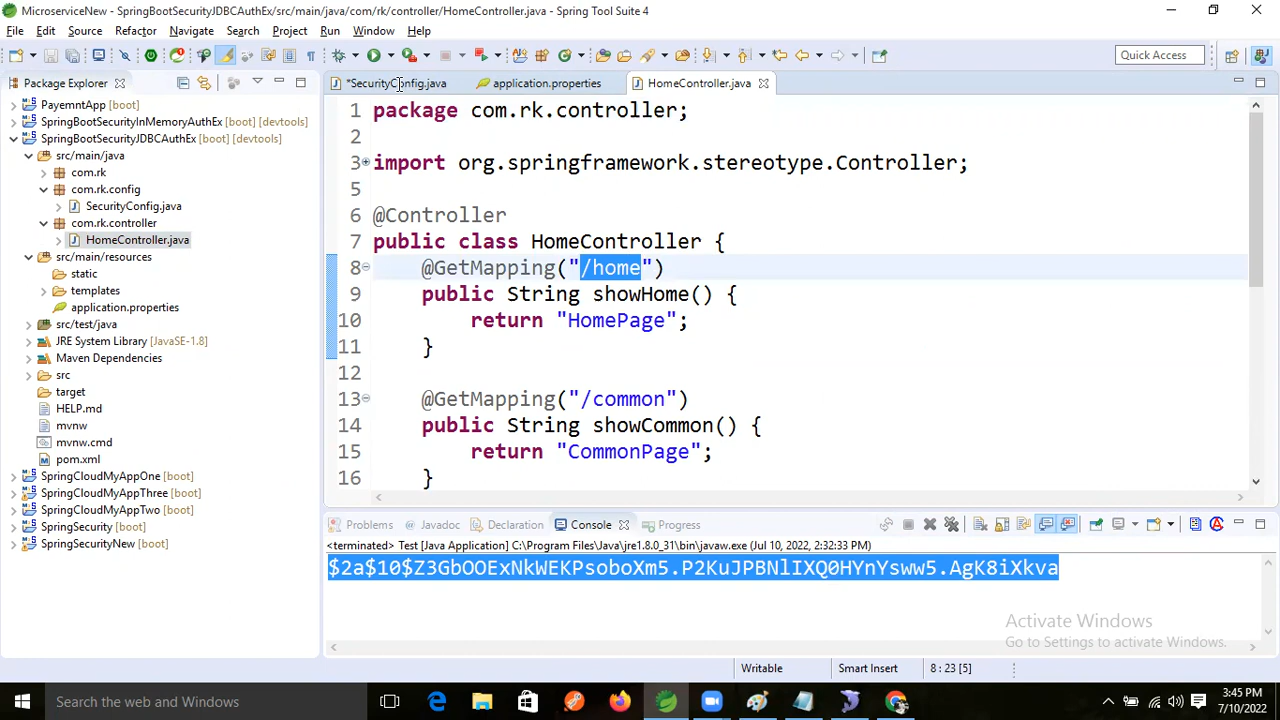 MicroserviceNew - SpringBootSecurityJDBCAuthEx/src/main/java/com/rk/controller/HomeController.java - Spring Tool Suite 4
File Edit Source Refactor Navigate Search Project Run Window Help
Quick Access
Package Explorer
*SecurityConfig.java application.properties HomeController.java
PayemntApp [boot]
SpringBootSecurityInMemoryAuthEx [boot] [devtools]
SpringBootSecurityJDBCAuthEx [boot] [devtools]
src/main/java
com.rk
com.rk.config
SecurityConfig.java
com.rk.controller
HomeController.java
src/main/resources
static
templates
application.properties
src/test/java
JRE System Library [JavaSE-1.8]
Maven Dependencies
src
target
HELP.md
mvnw
mvnw.cmd
pom.xml
SpringCloudMyAppOne [boot]
SpringCloudMyAppThree [boot]
SpringCloudMyAppTwo [boot]
SpringSecurity [boot]
SpringSecurityNew [boot]
1 package com.rk.controller;
2
3 import org.springframework.stereotype.Controller;
5
6 @Controller
7 public class HomeController {
8 @GetMapping("/home")
9 public String showHome() {
10 return "HomePage";
11 }
12
13 @GetMapping("/common")
14 public String showCommon() {
15 return "CommonPage";
16 }
Problems Javadoc Declaration Console Progress
<terminated> Test [Java Application] C:\Program Files\Java\jre1.8.0_31\bin\javaw.exe (Jul 10, 2022, 2:32:33 PM)
$2a$10$Z3GbOOExNkWEKPsoboXm5.P2KuJPBNlIXQ0HYnYsww5.AgK8iXkva
Activate Windows
Go to Settings to activate Windows.
Writable Smart Insert 8 : 23 [5]
Search the web and Windows
3:45 PM
7/10/2022